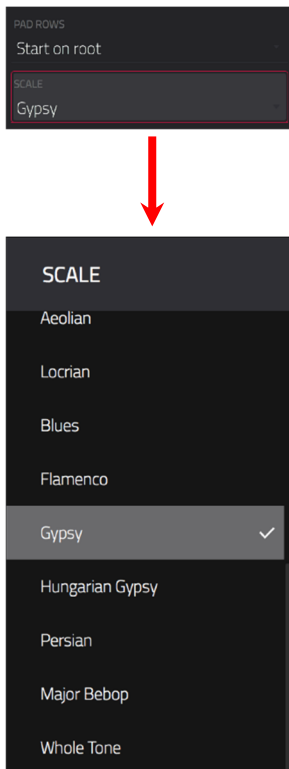 PAD ROWS
Start on root
SCALE
Gypsy
SCALE
Aeolian
Locrian
Blues
Flamenco
Gypsy
Hungarian Gypsy
Persian
Major Bebop
Whole Tone